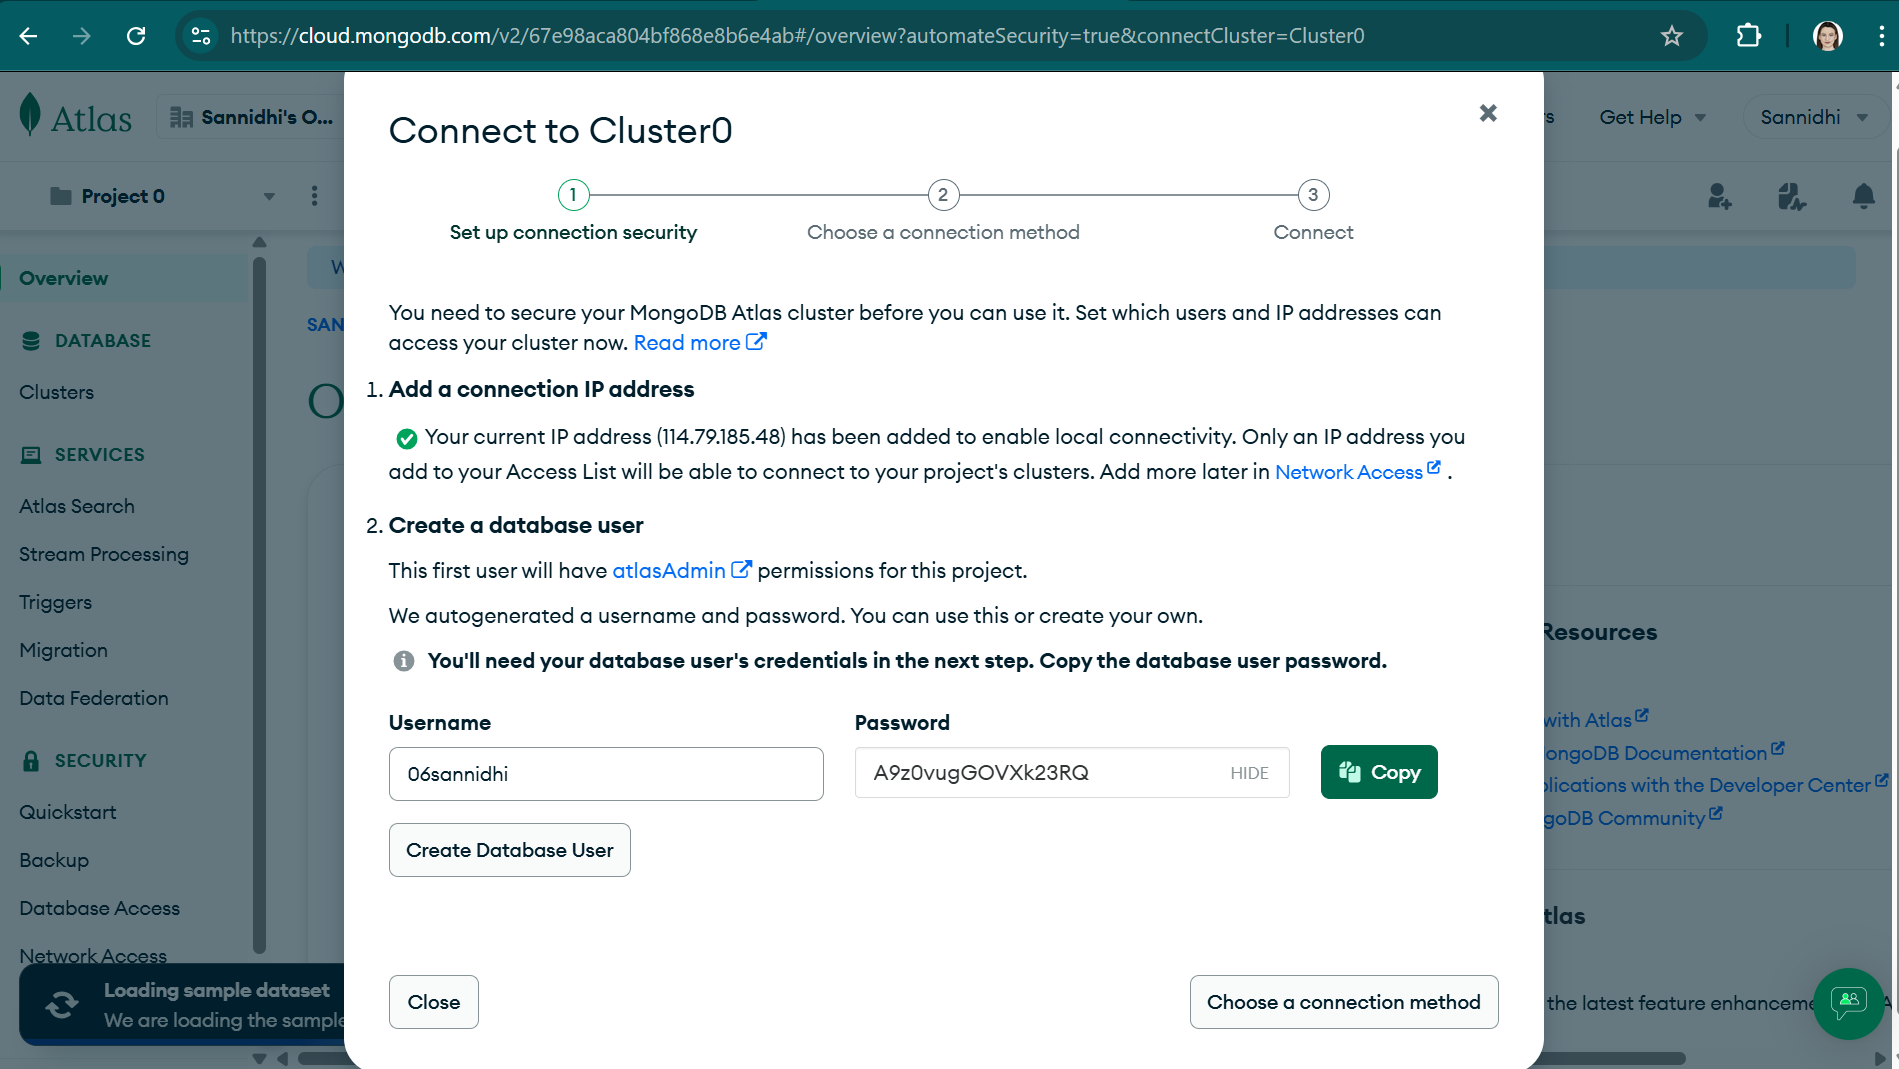 https://cloud.mongodb.com/v2/67e98aca804bf868e8b6e4ab#/overview?automateSecurity=true&connectCluster=Cluster0
Atlas
Sannidhi's O...
Get Help
Sannidhi
Project 0
Overview
DATABASE
Clusters
SERVICES
Atlas Search
Stream Processing
Triggers
Migration
Data Federation
SECURITY
Quickstart
Backup
Database Access
Network Access
Loading sample dataset
We are loading the sample
W
SAN
O
Connect to Cluster0
1
2
3
Set up connection security
Choose a connection method
Connect
You need to secure your MongoDB Atlas cluster before you can use it. Set which users and IP addresses can
access your cluster now. Read more
1. Add a connection IP address
Your current IP address (114.79.185.48) has been added to enable local connectivity. Only an IP address you
add to your Access List will be able to connect to your project's clusters. Add more later in Network Access .
2. Create a database user
This first user will have atlasAdmin permissions for this project.
We autogenerated a username and password. You can use this or create your own.
You'll need your database user's credentials in the next step. Copy the database user password.
Username
Password
06sannidhi
A9z0vugGOVXk23RQ
HIDE
Copy
Create Database User
Close
Choose a connection method
Resources
with Atlas
ongoDB Documentation
plications with the Developer Center
goDB Community
tlas
the latest feature enhanceme